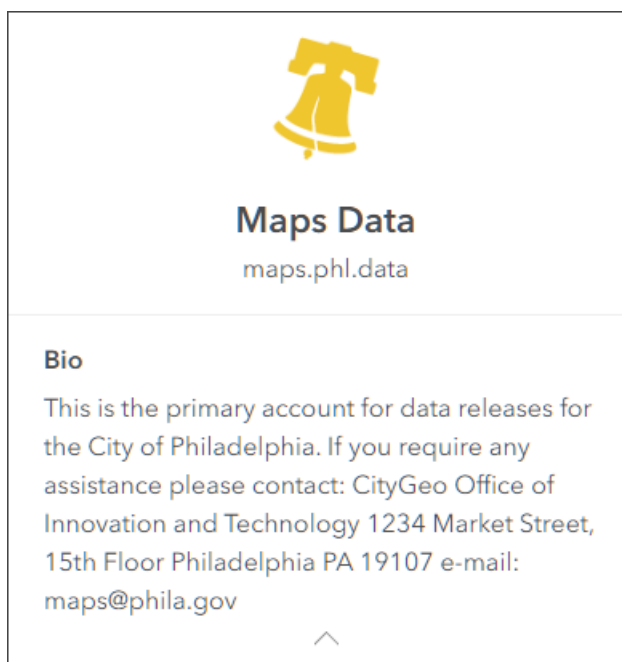 Maps Data
maps.phl.data
Bio
This is the primary account for data releases for
the City of Philadelphia. If you require any
assistance please contact: CityGeo Office of
Innovation and Technology 1234 Market Street,
15th Floor Philadelphia PA 19107 e-mail:
maps@phila.gov